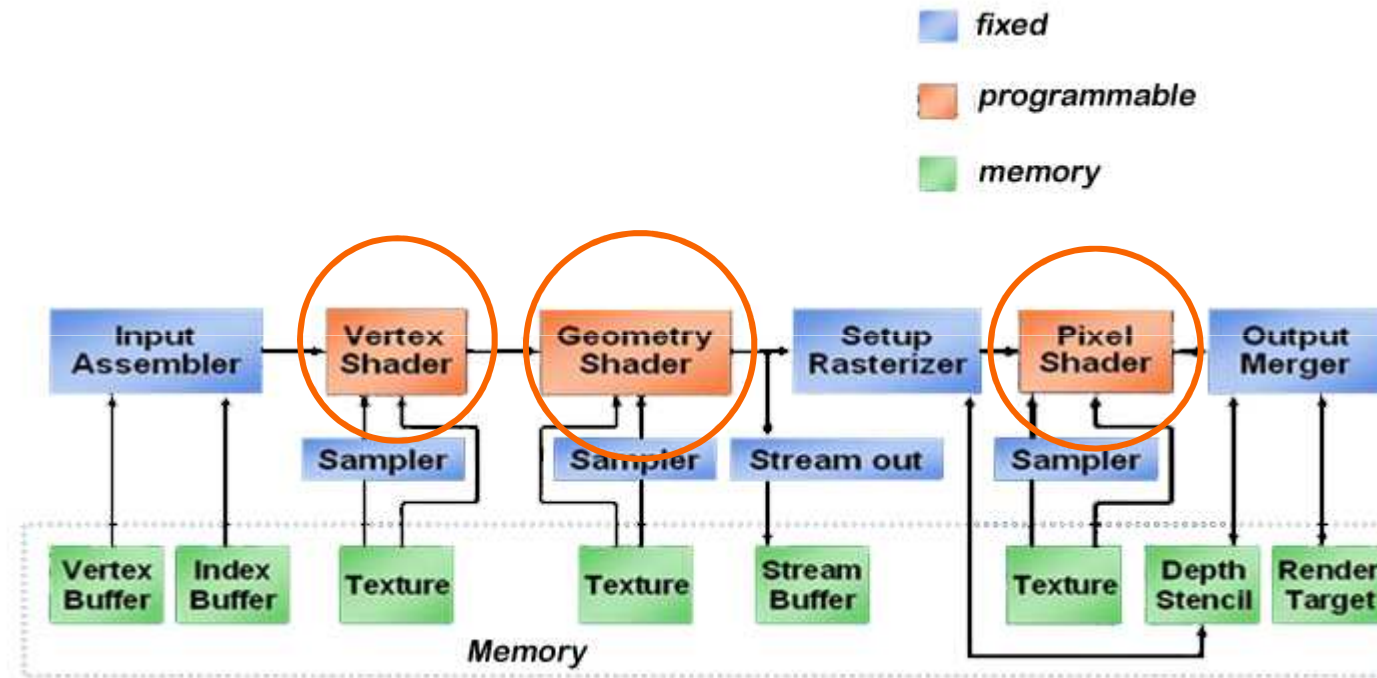 fixed
programmable
memory
Input
Assembler
Vertex
Shader
Geometry
Shader
Setup
Rasterizer
Pixel
Shader
Output
Merger
Sampler
Sampler
Stream out
Sampler
Vertex
Buffer
Index
Buffer
Texture
Texture
Stream
Buffer
Texture
Depth
Stencil
Render
Target
Memory